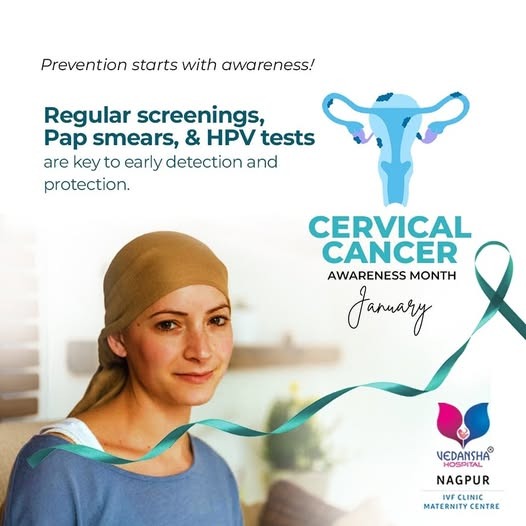 Prevention starts with awareness!
Regular screenings,
Pap smears, & HPV tests
are key to early detection and
protection.
CERVICAL
CANCER
AWARENESS MONTH
January
VEDANSHA®
HOSPITAL
NAGPUR
IVF CLINIC
MATERNITY CENTRE